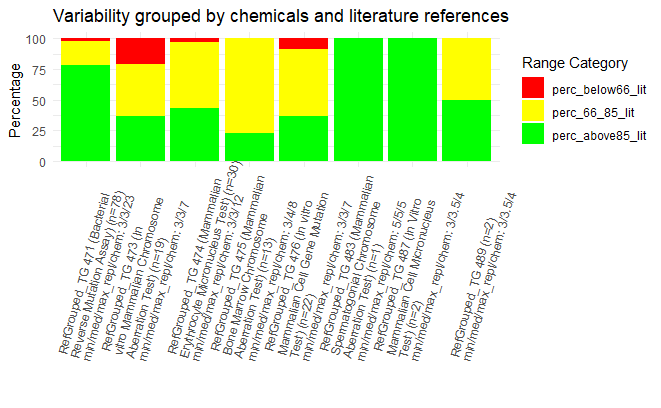 Variability grouped by chemicals and literature references
Percentage
100
75
50
25
0
RefGrouped_TG 471 (Bacterial
Reverse Mutation Assay) (n=78)
min/med/max_rep/chem: 3/3/23
RefGrouped_TG 473 (In
vitro Mammalian Chromosome
Aberration Test) (n=19)
min/med/max_rep/chem: 3/3/7
RefGrouped_TG 474 (Mammalian
Erythrocyte Micronucleus Test) (n=30)
min/med/max_rep/chem: 3/3/12
RefGrouped_TG 475 (Mammalian
Bone Marrow Chromosome
Aberration Test) (n=13)
min/med/max_rep/chem: 3/4/8
RefGrouped_TG 476 (In vitro
Mammalian Cell Gene Mutation
Test) (n=22)
min/med/max_rep/chem: 3/3/7
RefGrouped_TG 483 (Mammalian
Spermatogonial Chromosome
Aberration Test) (n=1)
min/med/max_rep/chem: 5/5/5
RefGrouped_TG 487 (In Vitro
Mammalian Cell Micronucleus
Test) (n=2)
min/med/max_rep/chem: 3/3.5/4
RefGrouped_TG 489 (n=2)
min/med/max_rep/chem: 3/3.5/4
Range Category
perc_below66_lit
perc_66_85_lit
perc_above85_lit